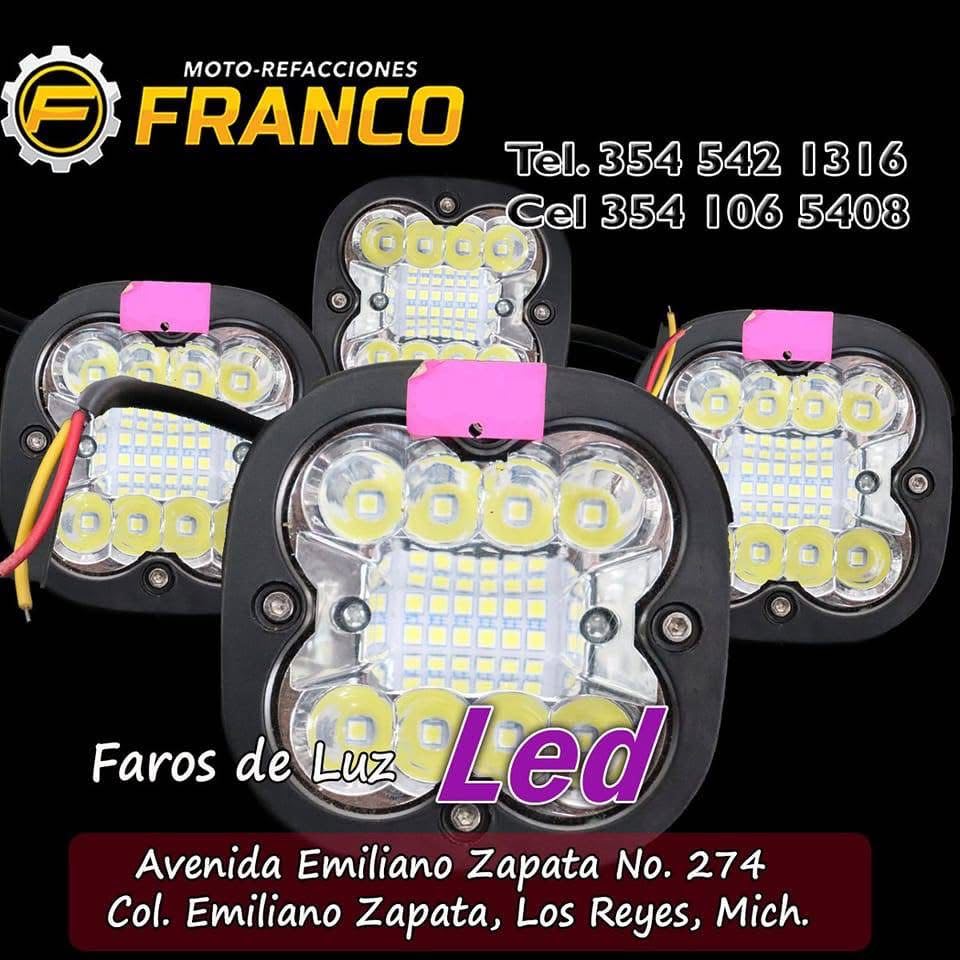 MOTO-REFACCIONES
FRANCO
Tel. 354 542 1316
Cel 354 106 5408
Faros de Luz Led
Avenida Emiliano Zapata No. 274
Col. Emiliano Zapata, Los Reyes, Mich.